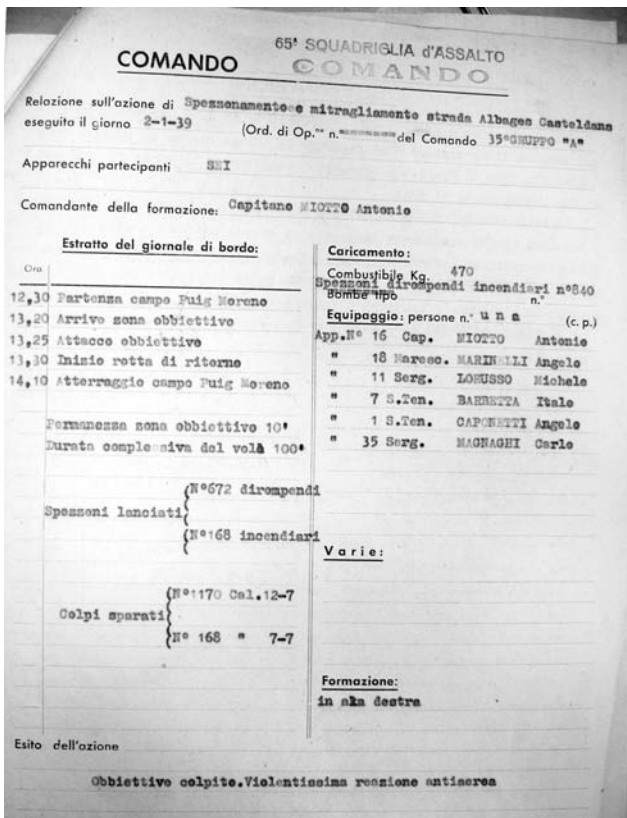 65ª SQUADRIGLIA d'ASSALTO
COMANDO COMANDO
Relazione sull'azione di Spezzonamento e mitragliamento strada Albages Casteldans
eseguita il giorno 2-1-39 (Ord. di Op.ne n. del Comando 35°GRUPPO "A"
Apparecchi partecipanti SEI
Comandante della formazione: Capitano MIOTTO Antonio
Estratto del giornale di bordo:
Ora
12,30 Partenza campo Puig Moreno
13,20 Arrivo zona obbiettivo
13,25 Attacco obbiettivo
13,30 Inizio rotta di ritorno
14,10 Atterraggio campo Puig Moreno
Permanenza zona obbiettivo 10'
Durata complessiva del volo 100'
N°672 dirompendi
Spezzoni lanciati
N°168 incendiari
N°1170 Cal.12-7
Colpi sparati
N° 168 " 7-7
Caricamento:
Combustibile Kg. 470
Spezzoni dirompendi incendiari n°840
Bombe tipo n.°
Equipaggio: persone n.° una (c. p.)
App.N° 16 Cap. MIOTTO Antonio
" 18 Maresc. MARINELLI Angelo
" 11 Serg. LORUSSO Michele
" 7 S.Ten. BARBETTA Italo
" 1 S.Ten. CAPONETTI Angelo
" 35 Serg. MAGNAGHI Carlo
Varie:
Formazione:
in ala destra
Esito dell'azione
Obbiettivo colpito.Violentissima reazione antiaerea